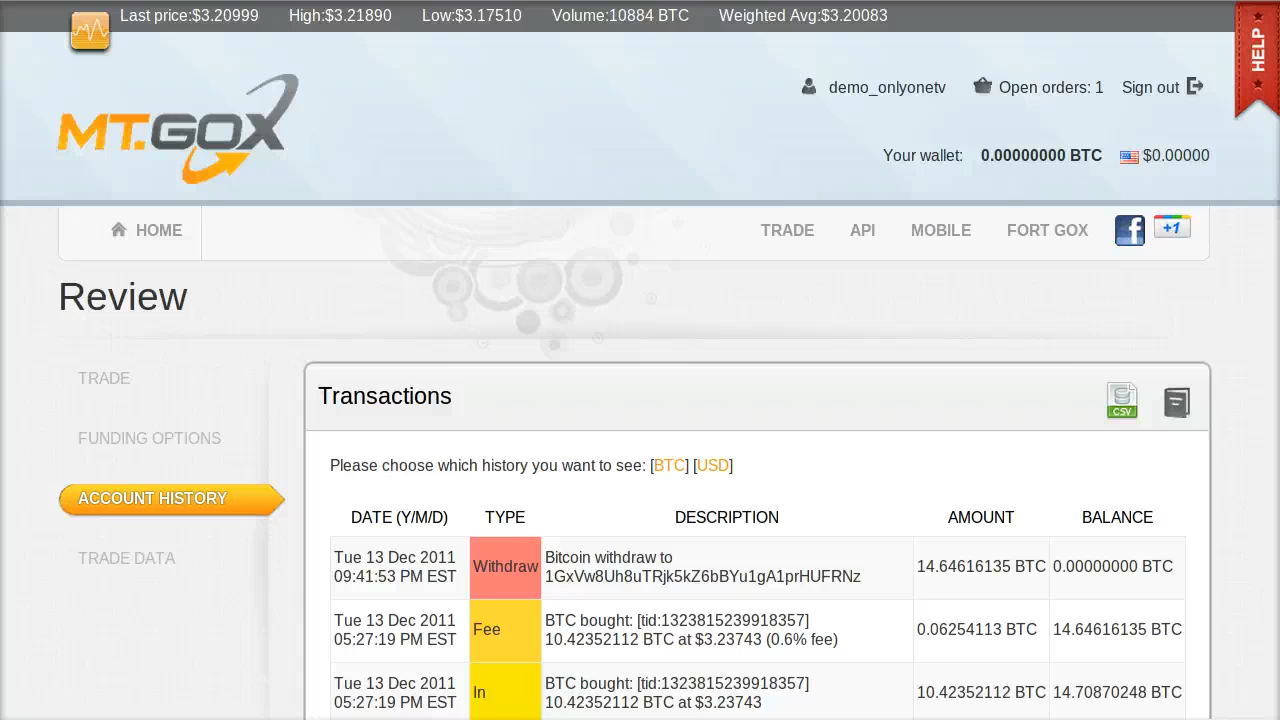 Last price:$3.20999 High:$3.21890 Low:$3.17510 Volume:10884 BTC Weighted Avg:$3.20083
HELP
demo_onlyonetv Open orders: 1 Sign out
MT.GOX
Your wallet: 0.00000000 BTC $0.00000
HOME TRADE API MOBILE FORT GOX f +1
Review
TRADE
FUNDING OPTIONS
ACCOUNT HISTORY
TRADE DATA
Transactions CSV
Please choose which history you want to see: [BTC] [USD]
DATE (Y/M/D) TYPE DESCRIPTION AMOUNT BALANCE
Tue 13 Dec 2011
09:41:53 PM EST
Withdraw
Bitcoin withdraw to
1GxVw8Uh8uTRjk5kZ6bBYu1gA1prHUFRNz
14.64616135 BTC
0.00000000 BTC
Tue 13 Dec 2011
05:27:19 PM EST
Fee
BTC bought: [tid:1323815239918357]
10.42352112 BTC at $3.23743 (0.6% fee)
0.06254113 BTC
14.64616135 BTC
Tue 13 Dec 2011
05:27:19 PM EST
In
BTC bought: [tid:1323815239918357]
10.42352112 BTC at $3.23743
10.42352112 BTC
14.70870248 BTC